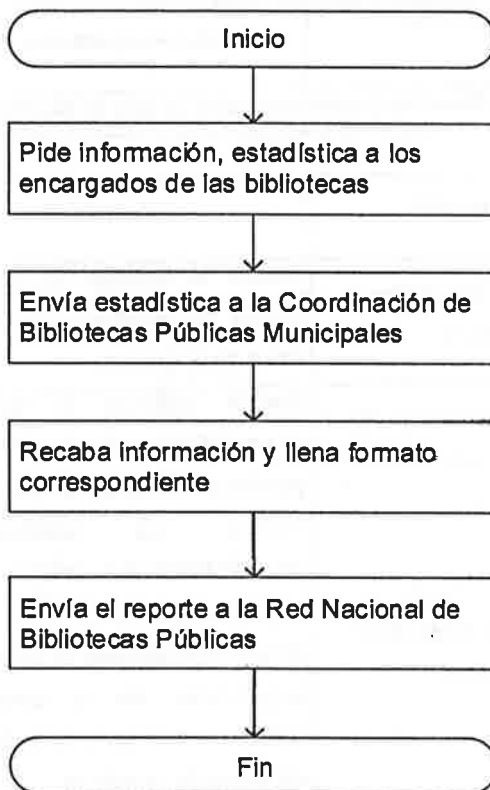 Inicio
Pide información, estadística a los
encargados de las bibliotecas
Envía estadística a la Coordinación de
Bibliotecas Públicas Municipales
Recaba información y llena formato
correspondiente
Envía el reporte a la Red Nacional de
Bibliotecas Públicas
Fin